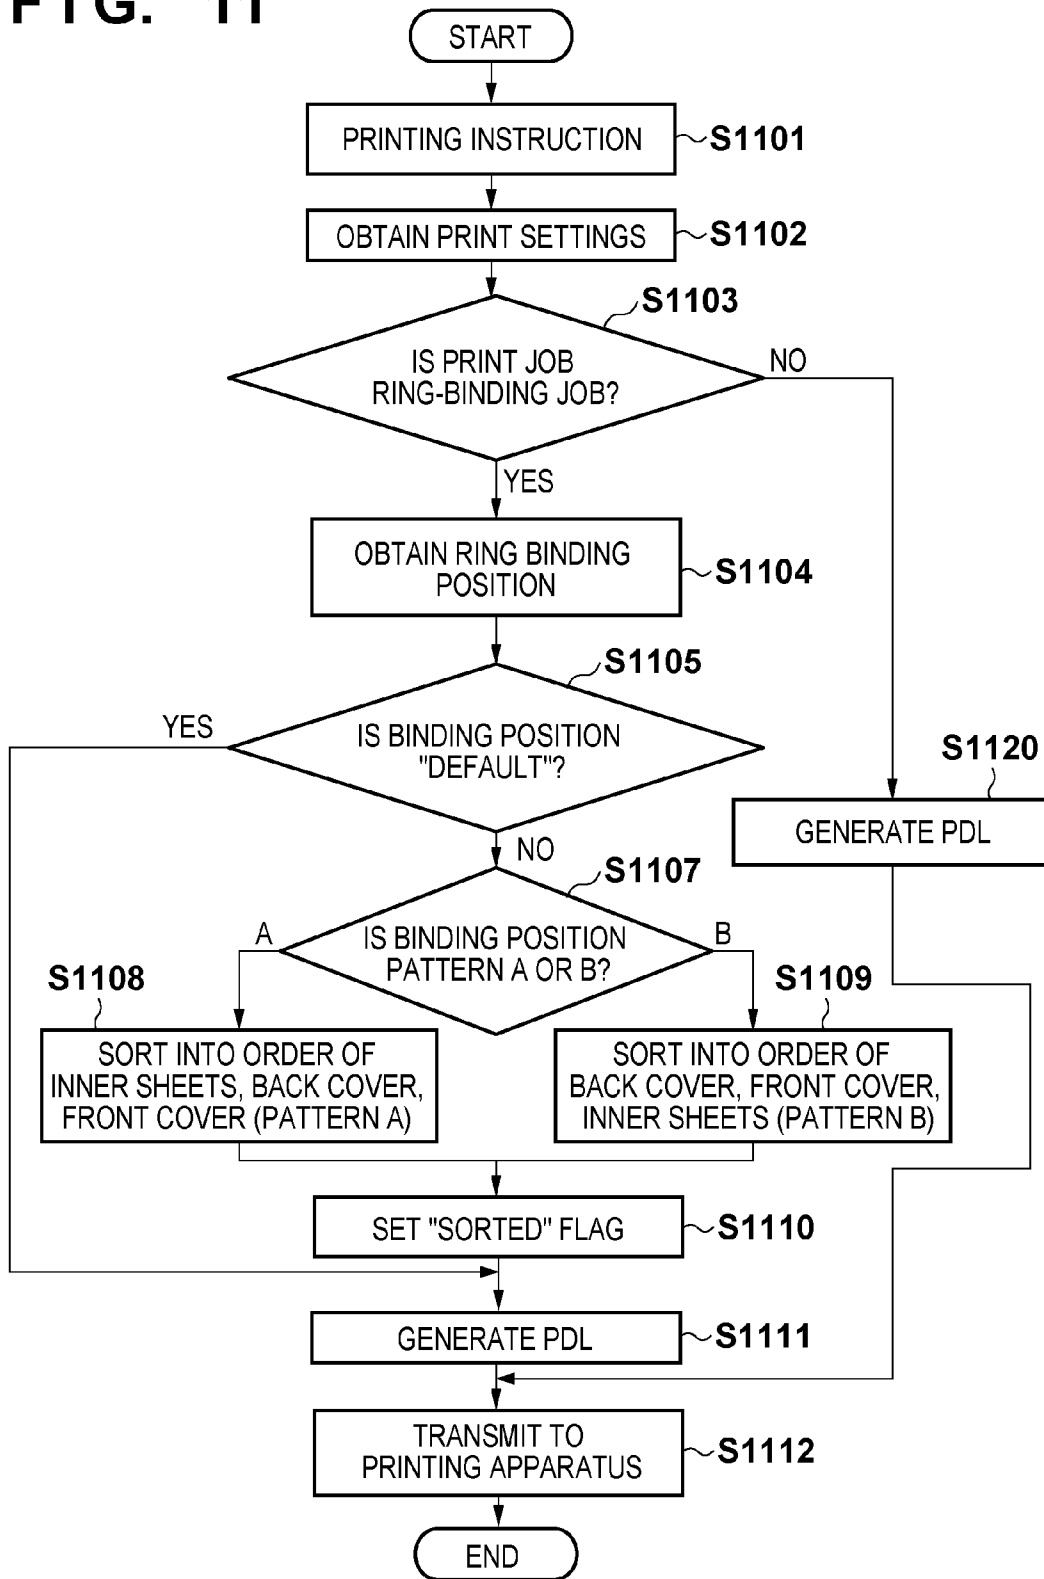 FIG. 11
START
PRINTING INSTRUCTION
S1101
OBTAIN PRINT SETTINGS
S1102
S1103
IS PRINT JOB
RING-BINDING JOB?
NO
YES
OBTAIN RING BINDING
POSITION
S1104
S1105
YES
IS BINDING POSITION
"DEFAULT"?
S1120
GENERATE PDL
NO
S1107
A
IS BINDING POSITION
PATTERN A OR B?
B
S1108
S1109
SORT INTO ORDER OF
INNER SHEETS, BACK COVER,
FRONT COVER (PATTERN A)
SORT INTO ORDER OF
BACK COVER, FRONT COVER,
INNER SHEETS (PATTERN B)
SET "SORTED" FLAG
S1110
GENERATE PDL
S1111
TRANSMIT TO
PRINTING APPARATUS
S1112
END